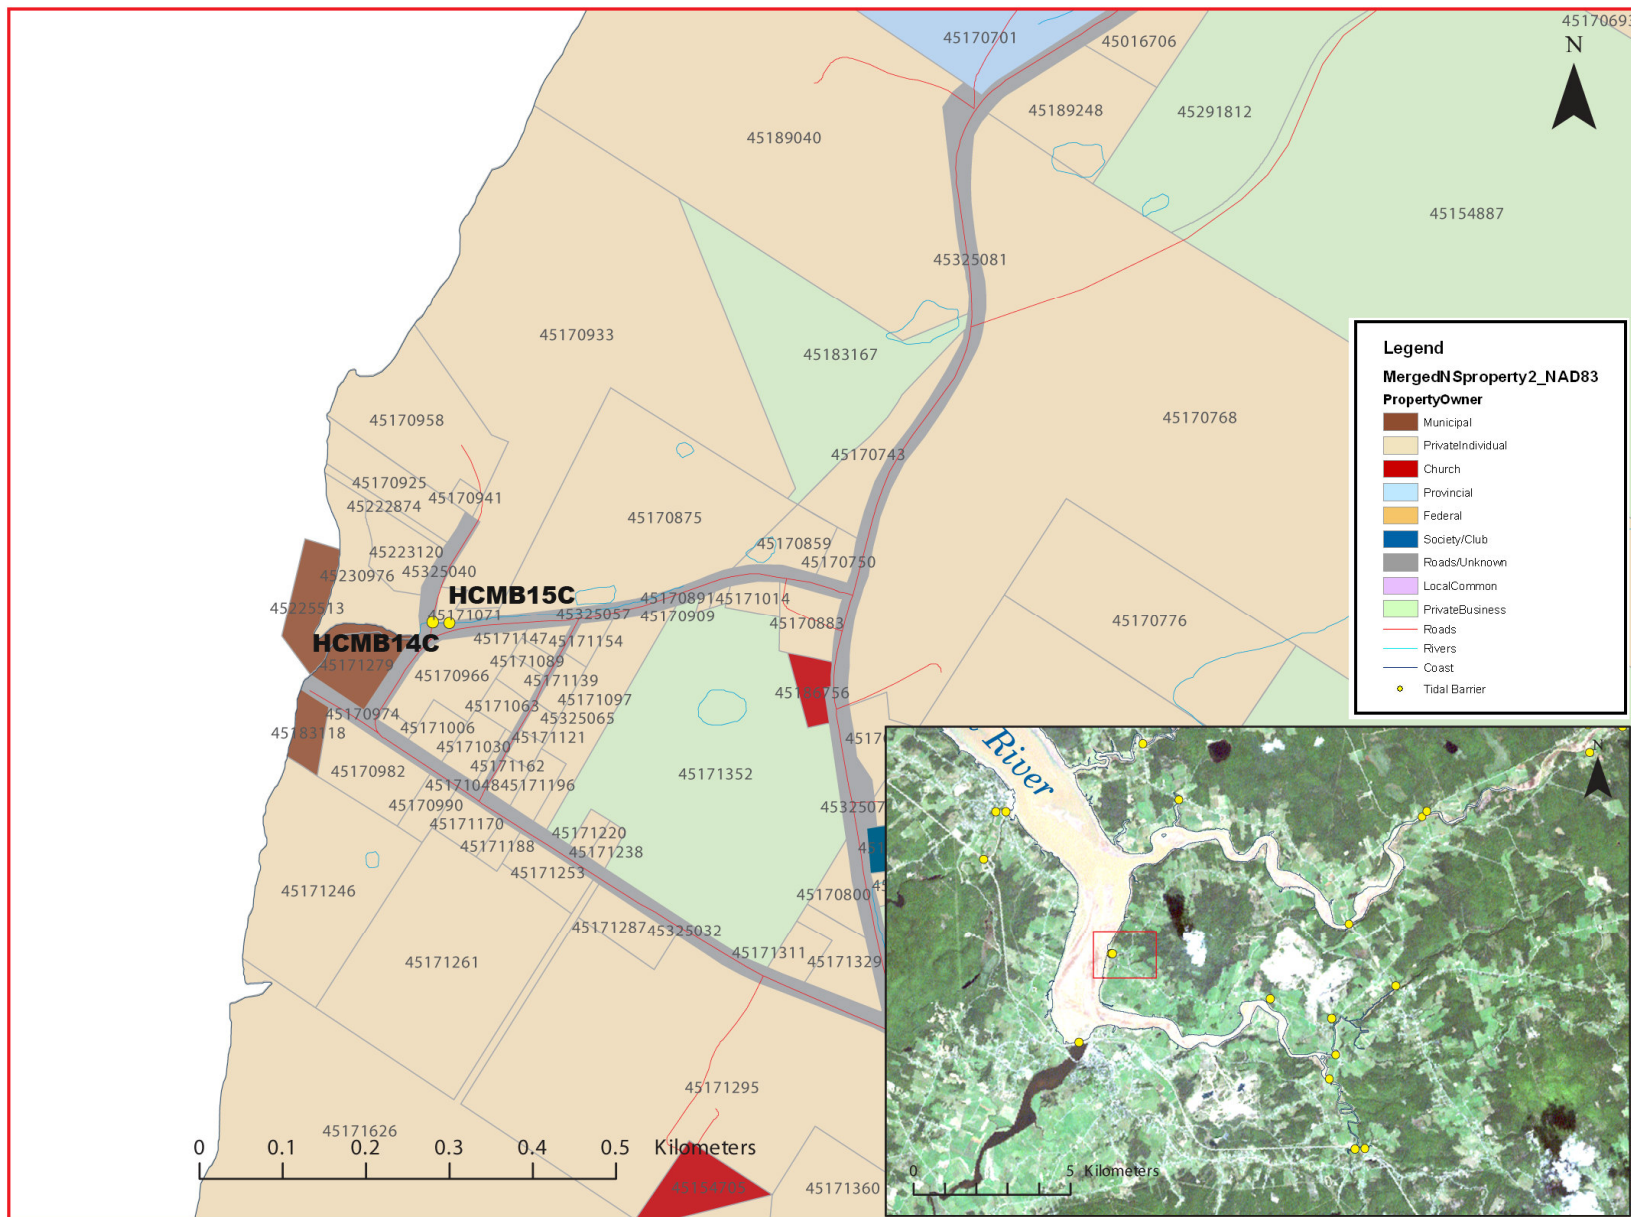 45170693
45170701
45016706
N
45189248
45291812
45189040
45154887
45325081
45170933
45183167
45170958
45170743
45170768
45170925
45170941
45222874
45170875
45223120
45170859
45170750
45230976
45325040
HCMB15C
45225513
45171071
45325057
45170891
45171014
45170909
45170883
45170776
HCMB14C
45171147
45171154
45171279
45170966
45171089
45171139
45171097
45171063
45325065
45170974
45171006
45171121
45183118
45171030
45170982
45171162
45171048
45171196
45171352
45170990
45171170
45171220
45171188
45171238
45171253
45171246
45170800
45171287
45325032
45171311
45171329
45171261
45171295
45171626
45171360
0 0.1 0.2 0.3 0.4 0.5 Kilometers
Legend
MergedNSproperty2_NAD83
PropertyOwner
Municipal
PrivateIndividual
Church
Provincial
Federal
Society/Club
Roads/Unknown
LocalCommon
PrivateBusiness
Roads
Rivers
Coast
Tidal Barrier
River
N
0 5 Kilometers